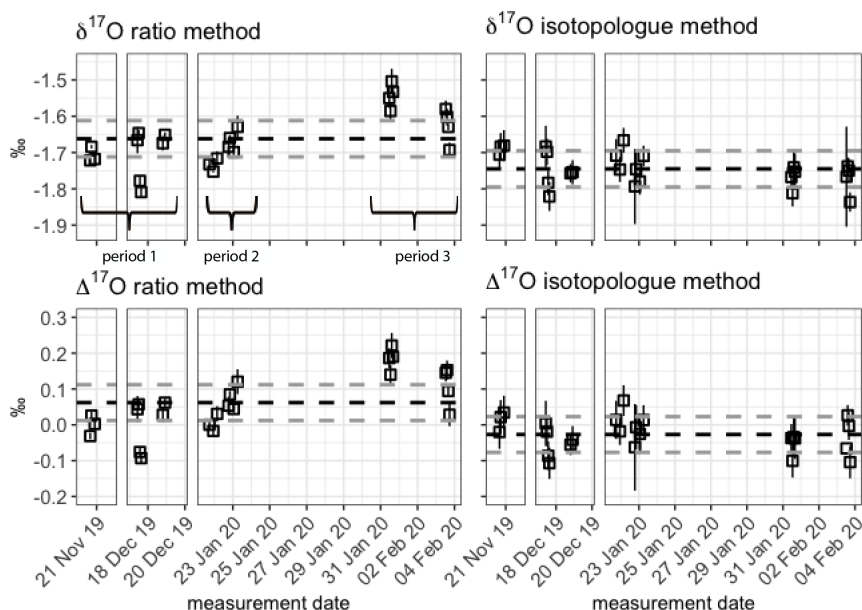 δ¹⁷O ratio method
δ¹⁷O isotopologue method
-1.5
-1.6
-1.7
-1.8
-1.9
‰
period 1
period 2
period 3
Δ¹⁷O ratio method
Δ¹⁷O isotopologue method
0.3
0.2
0.1
0.0
-0.1
-0.2
‰
21 Nov 19
18 Dec 19
20 Dec 19
23 Jan 20
25 Jan 20
27 Jan 20
29 Jan 20
31 Jan 20
02 Feb 20
04 Feb 20
21 Nov 19
18 Dec 19
20 Dec 19
23 Jan 20
25 Jan 20
27 Jan 20
29 Jan 20
31 Jan 20
02 Feb 20
04 Feb 20
measurement date
measurement date